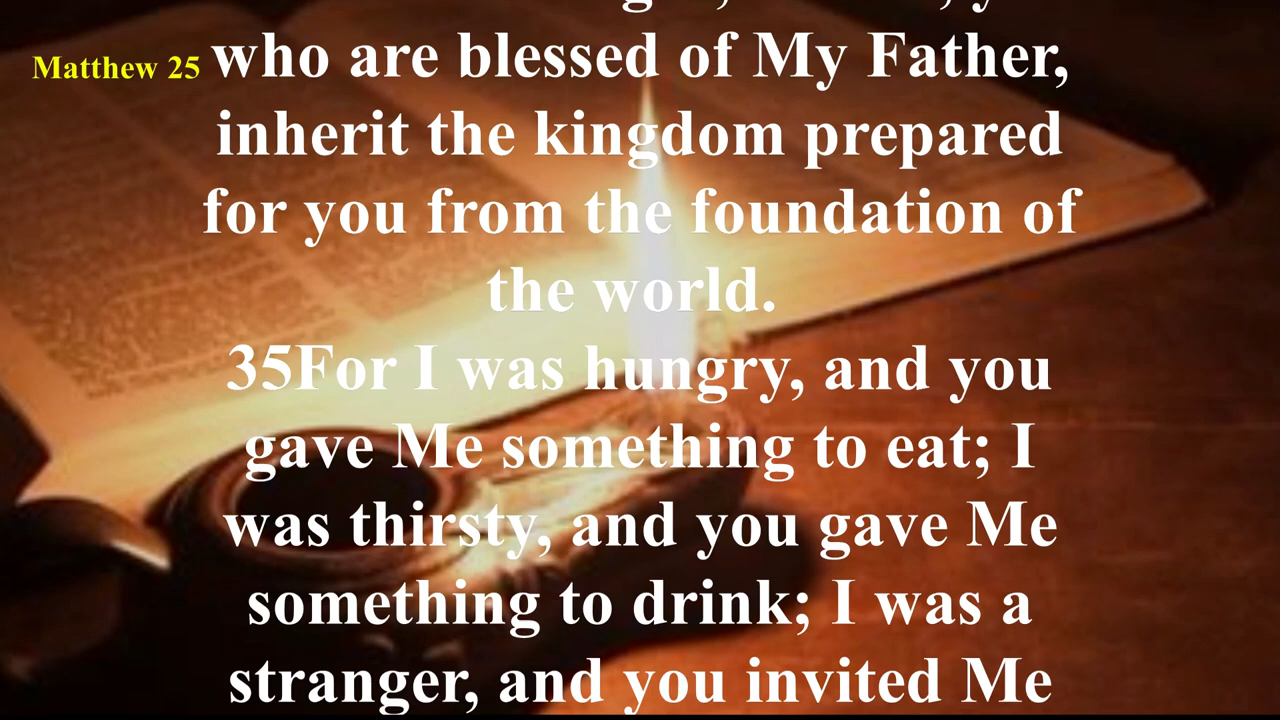 Matthew 25
who are blessed of My Father,
inherit the kingdom prepared
for you from the foundation of
the world.
35For I was hungry, and you
gave Me something to eat; I
was thirsty, and you gave Me
something to drink; I was a
stranger, and you invited Me